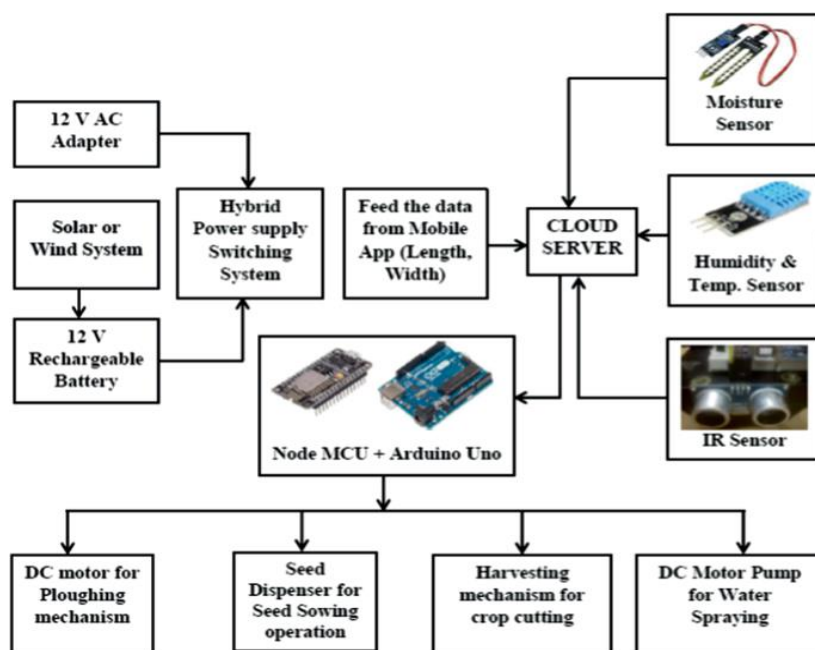 12 V AC
Adapter
Solar or
Wind System
12 V
Rechargeable
Battery
Hybrid
Power supply
Switching
System
Feed the data
from Mobile
App (Length,
Width)
CLOUD
SERVER
Moisture
Sensor
Humidity &
Temp. Sensor
IR Sensor
Node MCU + Arduino Uno
DC motor for
Ploughing
mechanism
Seed
Dispenser for
Seed Sowing
operation
Harvesting
mechanism for
crop cutting
DC Motor Pump
for Water
Spraying